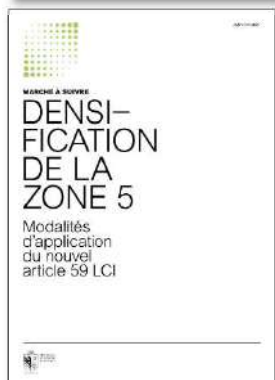 MARCHE À SUIVRE
DENSI–
FICATION
DE LA
ZONE 5
Modalités
d'application
du nouvel
article 59 LCI